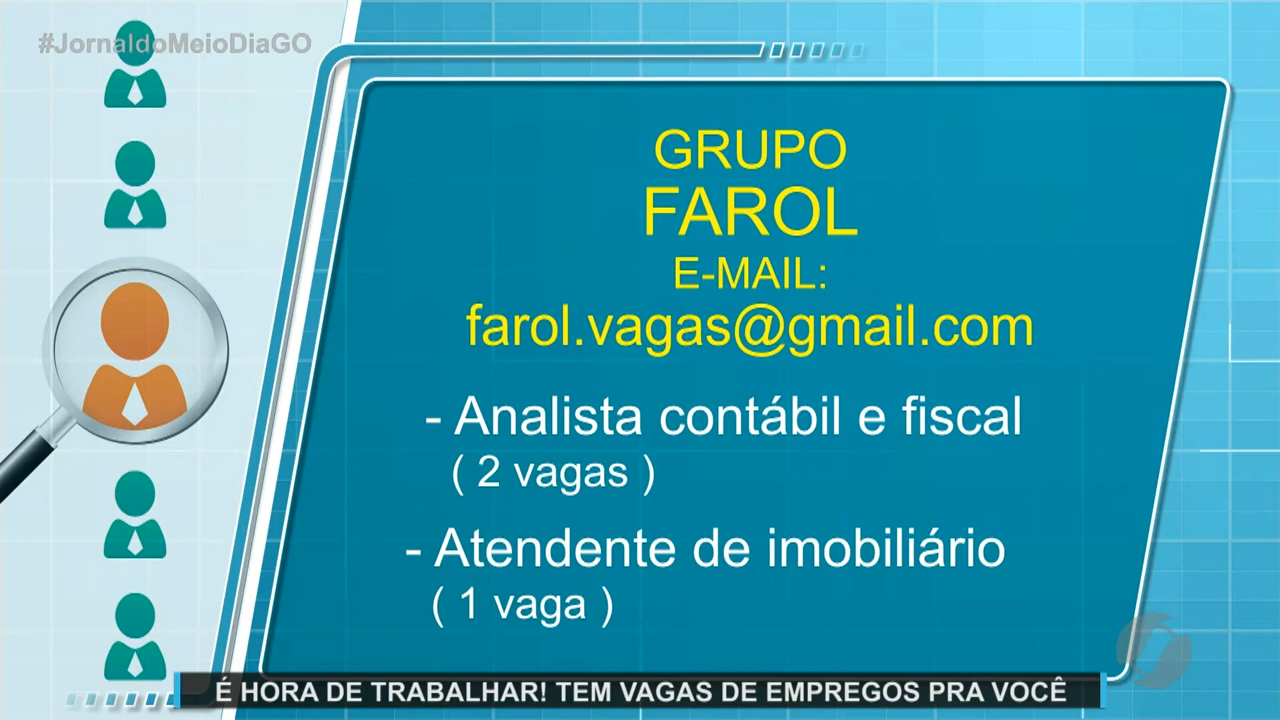 #JornaldoMeioDiaGO
GRUPO
FAROL
E-MAIL:
farol.vagas@gmail.com
- Analista contábil e fiscal
( 2 vagas )
- Atendente de imobiliário
( 1 vaga )
É HORA DE TRABALHAR! TEM VAGAS DE EMPREGOS PRA VOCÊ